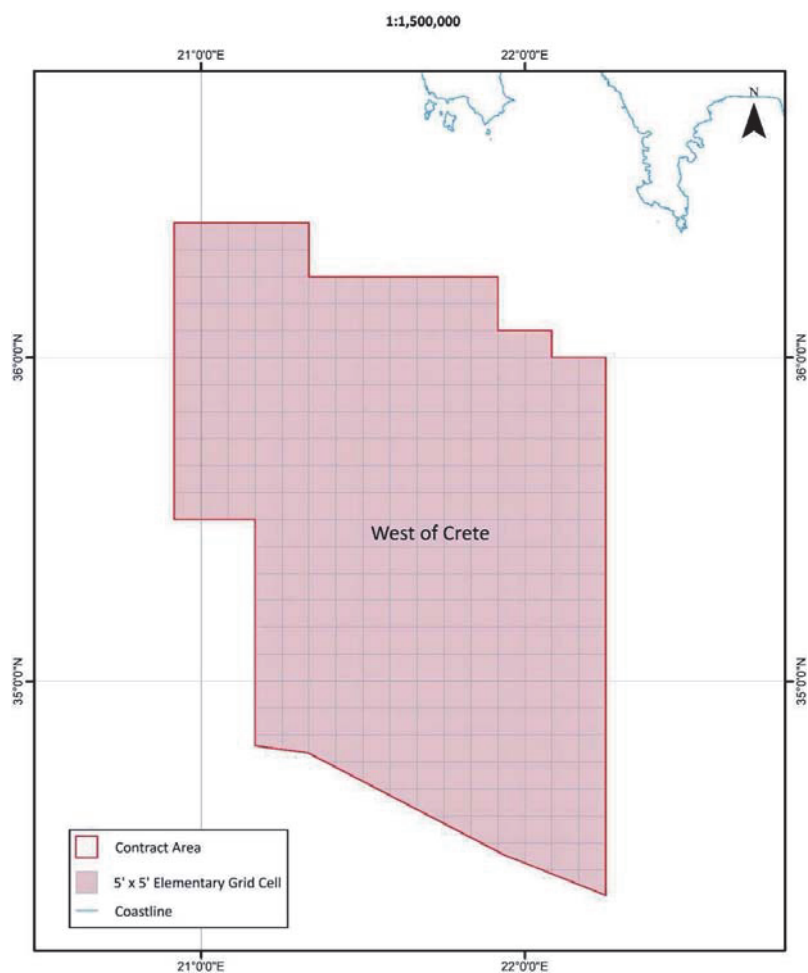 1:1,500,000
21°0'0"E
22°0'0"E
N
36°0'0"N
36°0'0"N
West of Crete
35°0'0"N
35°0'0"N
Contract Area
5' x 5' Elementary Grid Cell
Coastline
21°0'0"E
22°0'0"E